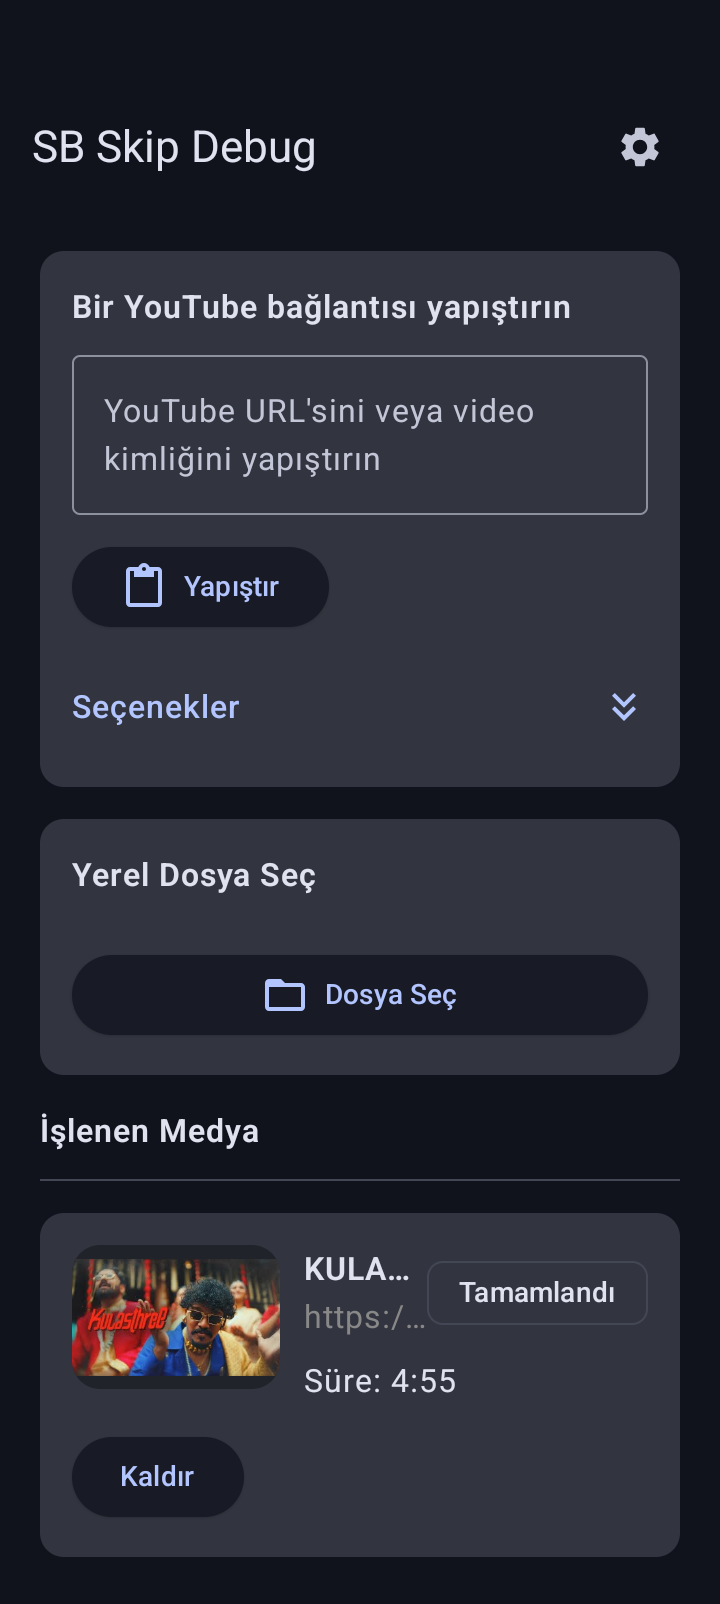 SB Skip Debug
Bir YouTube bağlantısı yapıştırın
YouTube URL'sini veya video
kimliğini yapıştırın
Yapıştır
Seçenekler
Yerel Dosya Seç
Dosya Seç
İşlenen Medya
Kulasthree
KULA…
https:/…
Tamamlandı
Süre: 4:55
Kaldır